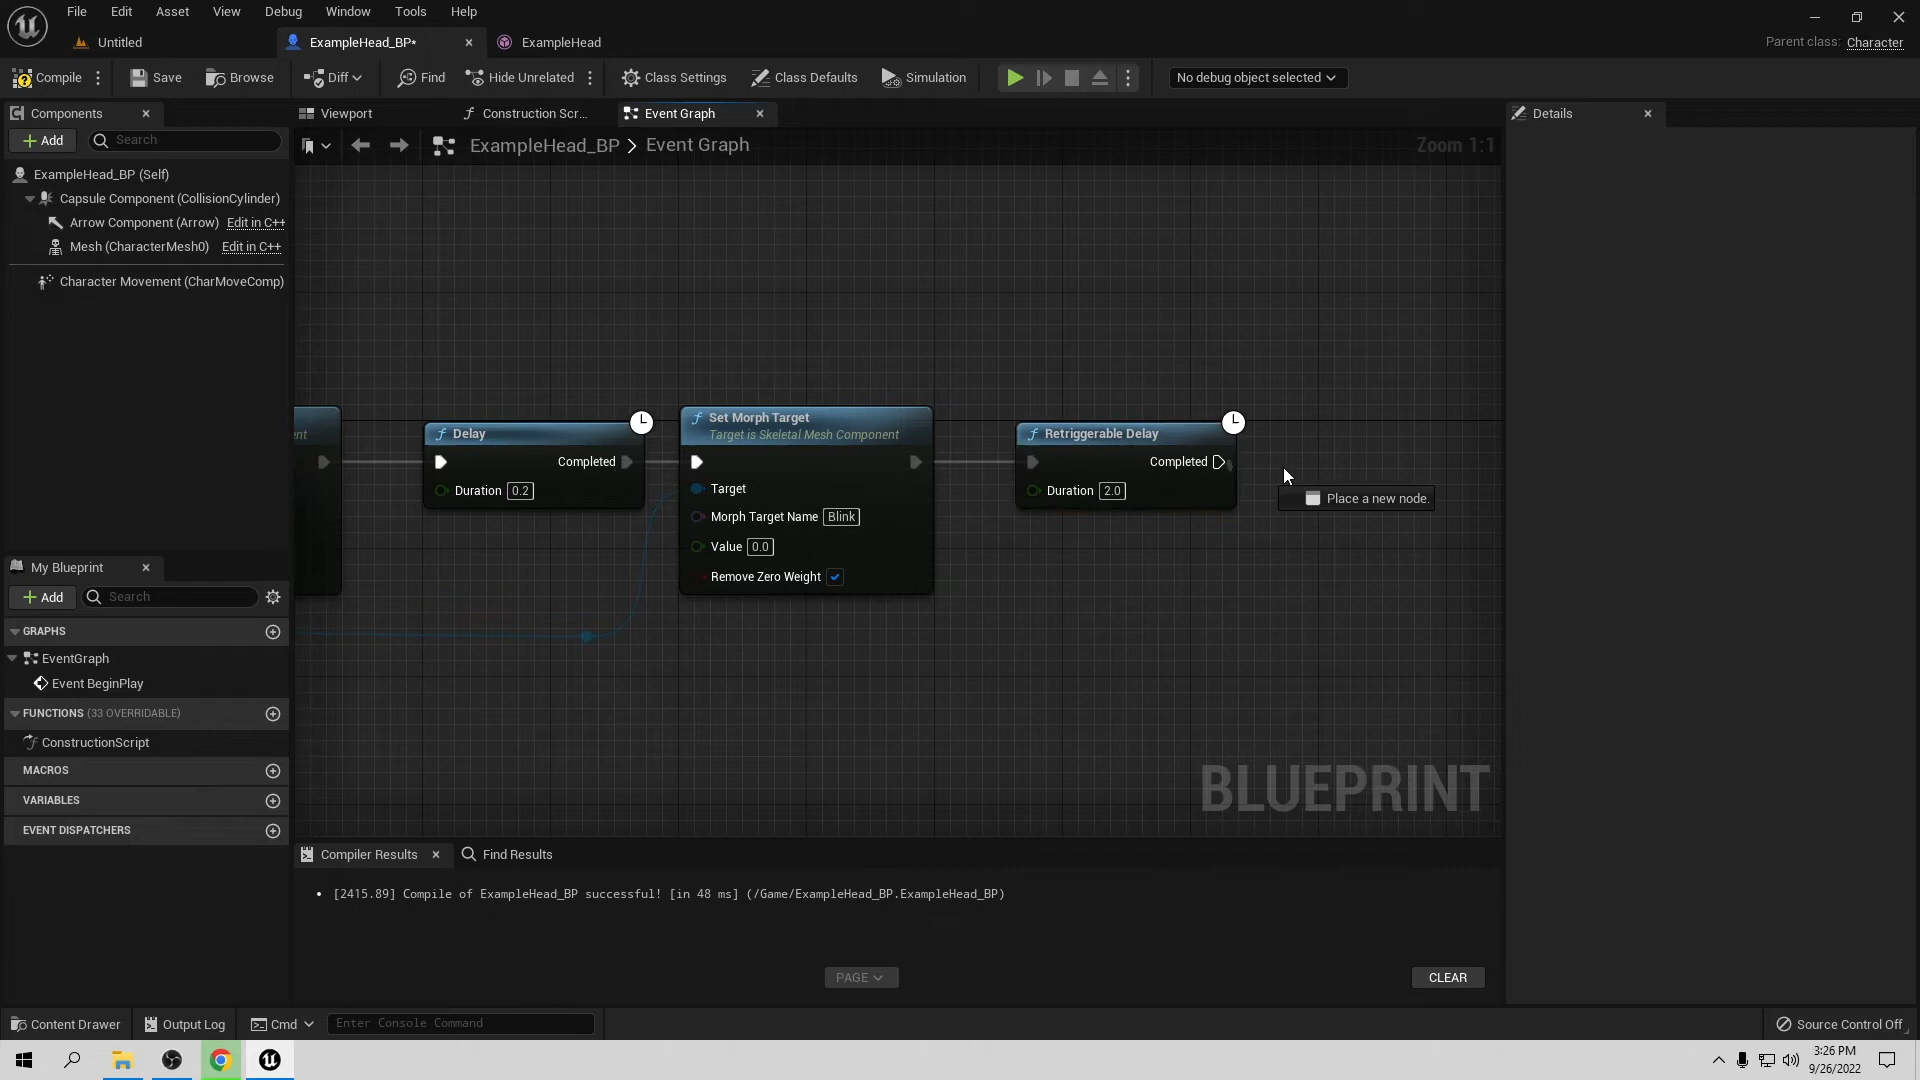 File Edit Asset View Debug Window Tools Help
Untitled ExampleHead_BP* ExampleHead
Parent class: Character
Compile Save Browse Diff Find Hide Unrelated Class Settings Class Defaults Simulation No debug object selected
Components
Add Search
ExampleHead_BP (Self)
Capsule Component (CollisionCylinder)
Arrow Component (Arrow) Edit in C++
Mesh (CharacterMesh0) Edit in C++
Character Movement (CharMoveComp)
Viewport Construction Scr... Event Graph
ExampleHead_BP > Event Graph
Zoom 1:1
Details
ent
Delay
Completed
Duration 0.2
Set Morph Target
Target is Skeletal Mesh Component
Target
Morph Target Name Blink
Value 0.0
Remove Zero Weight
Retriggerable Delay
Completed
Duration 2.0
Place a new node.
BLUEPRINT
My Blueprint
Add Search
GRAPHS
EventGraph
Event BeginPlay
FUNCTIONS (33 OVERRIDABLE)
ConstructionScript
MACROS
VARIABLES
EVENT DISPATCHERS
Compiler Results Find Results
[2415.89] Compile of ExampleHead_BP successful! [in 48 ms] (/Game/ExampleHead_BP.ExampleHead_BP)
PAGE
CLEAR
Content Drawer Output Log Cmd Enter Console Command
Source Control Off
3:26 PM
9/26/2022